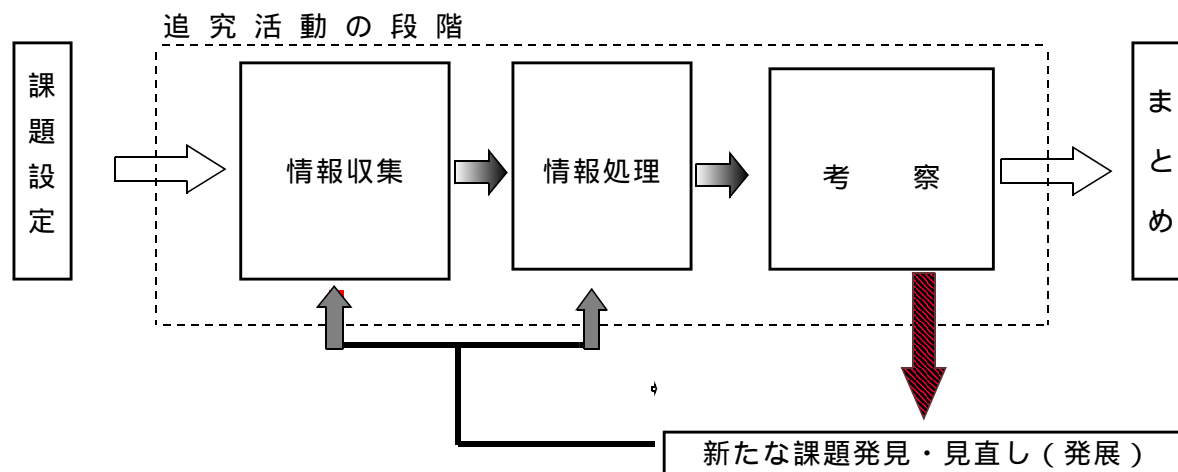 追究活動の段階
課題設定
情報収集
情報処理
考　察
まとめ
新たな課題発見・見直し（発展）